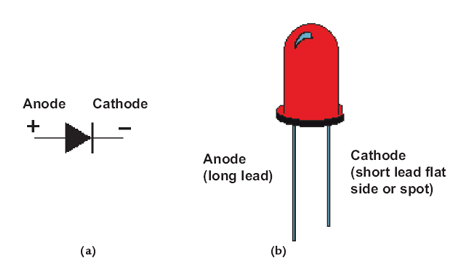 Anode Cathode
+ −
Anode
(long lead)
Cathode
(short lead flat
side or spot)
(a)
(b)